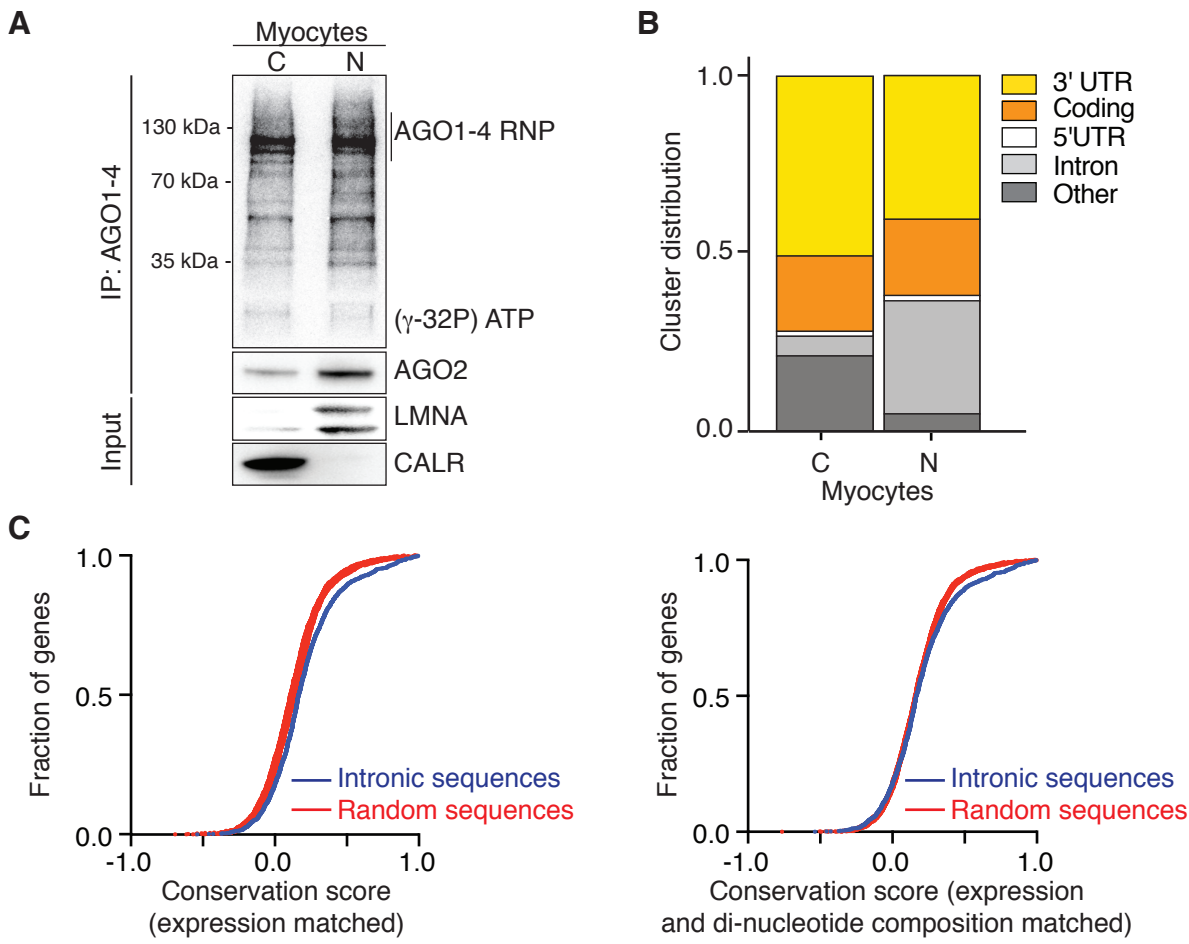 A
Myocytes
C N
IP: AGO1-4
130 kDa -
70 kDa -
35 kDa -
AGO1-4 RNP
(γ-32P) ATP
AGO2
Input
LMNA
CALR
B
Cluster distribution
1.0
0.5
0.0
C N
Myocytes
3' UTR
Coding
5'UTR
Intron
Other
C
Fraction of genes
1.0
0.5
0.0
Intronic sequences
Random sequences
-1.0 0.0 1.0
Conservation score
(expression matched)
Fraction of genes
1.0
0.5
0.0
Intronic sequences
Random sequences
-1.0 0.0 1.0
Conservation score (expression
and di-nucleotide composition matched)